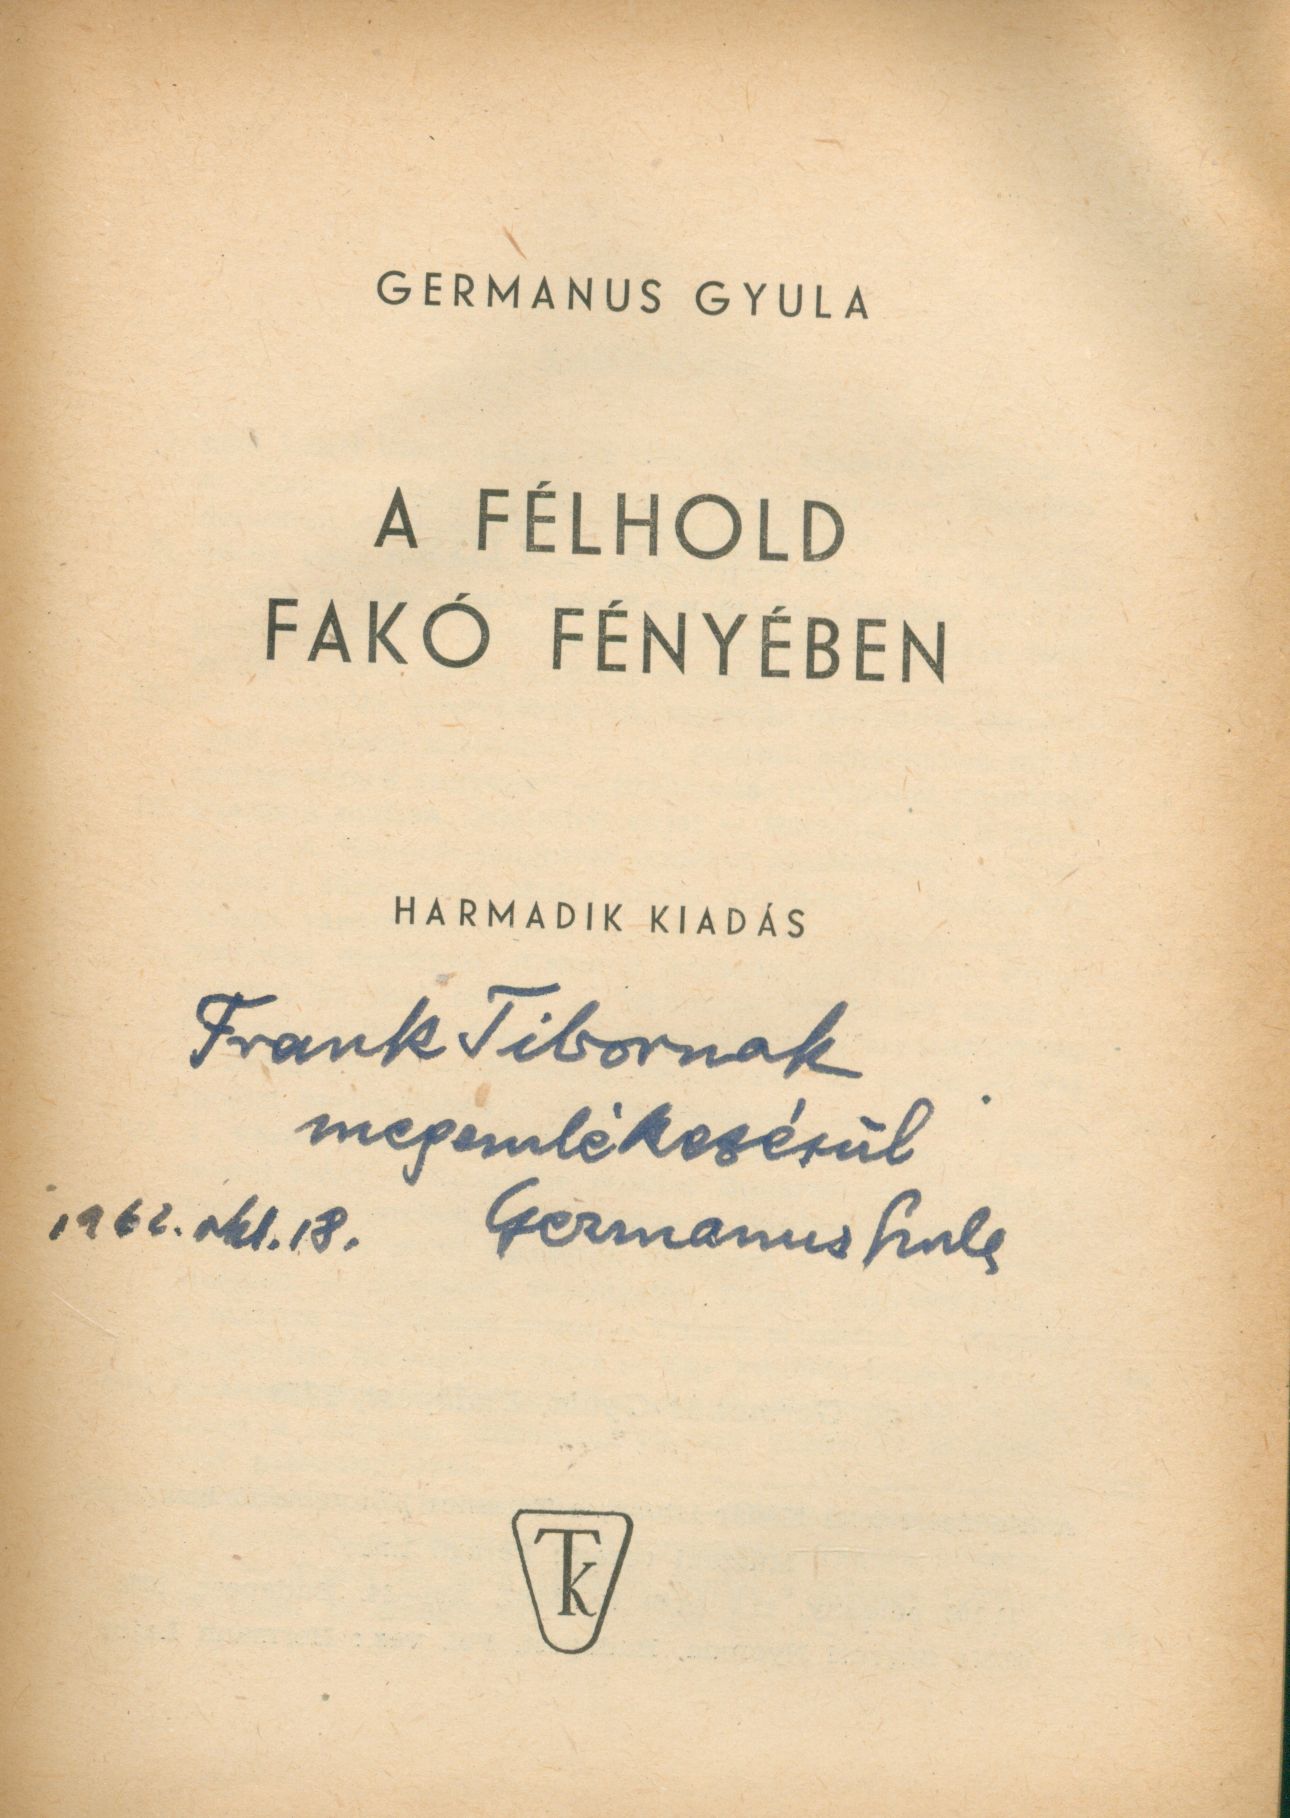 GERMANUS GYULA
A FÉLHOLD
FAKÓ FÉNYÉBEN
HARMADIK KIADÁS
Frank Tibornak
megemlékezésül
1962. okt. 18. Germanus Gyula
Tk